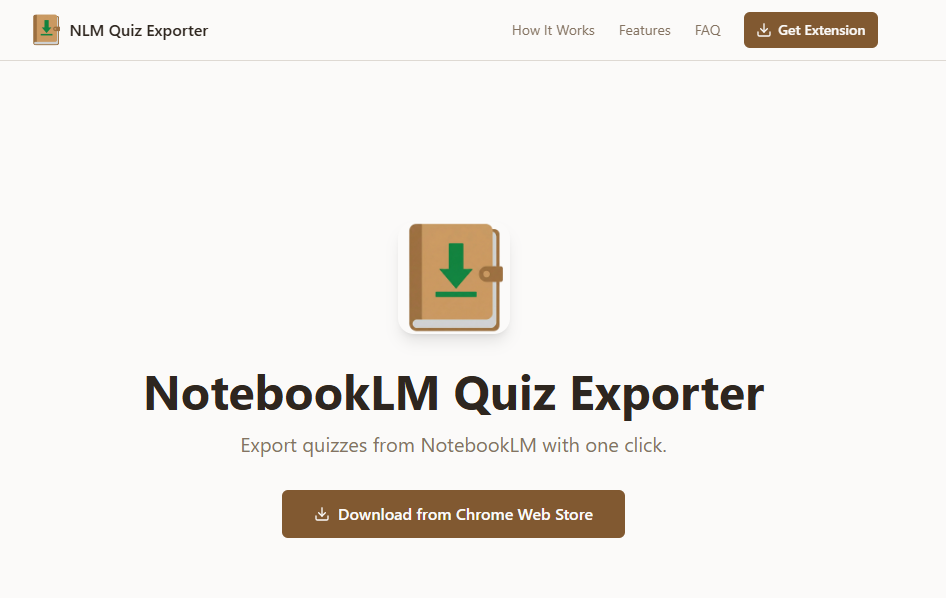 NLM Quiz Exporter
How It Works
Features
FAQ
Get Extension
NotebookLM Quiz Exporter
Export quizzes from NotebookLM with one click.
Download from Chrome Web Store